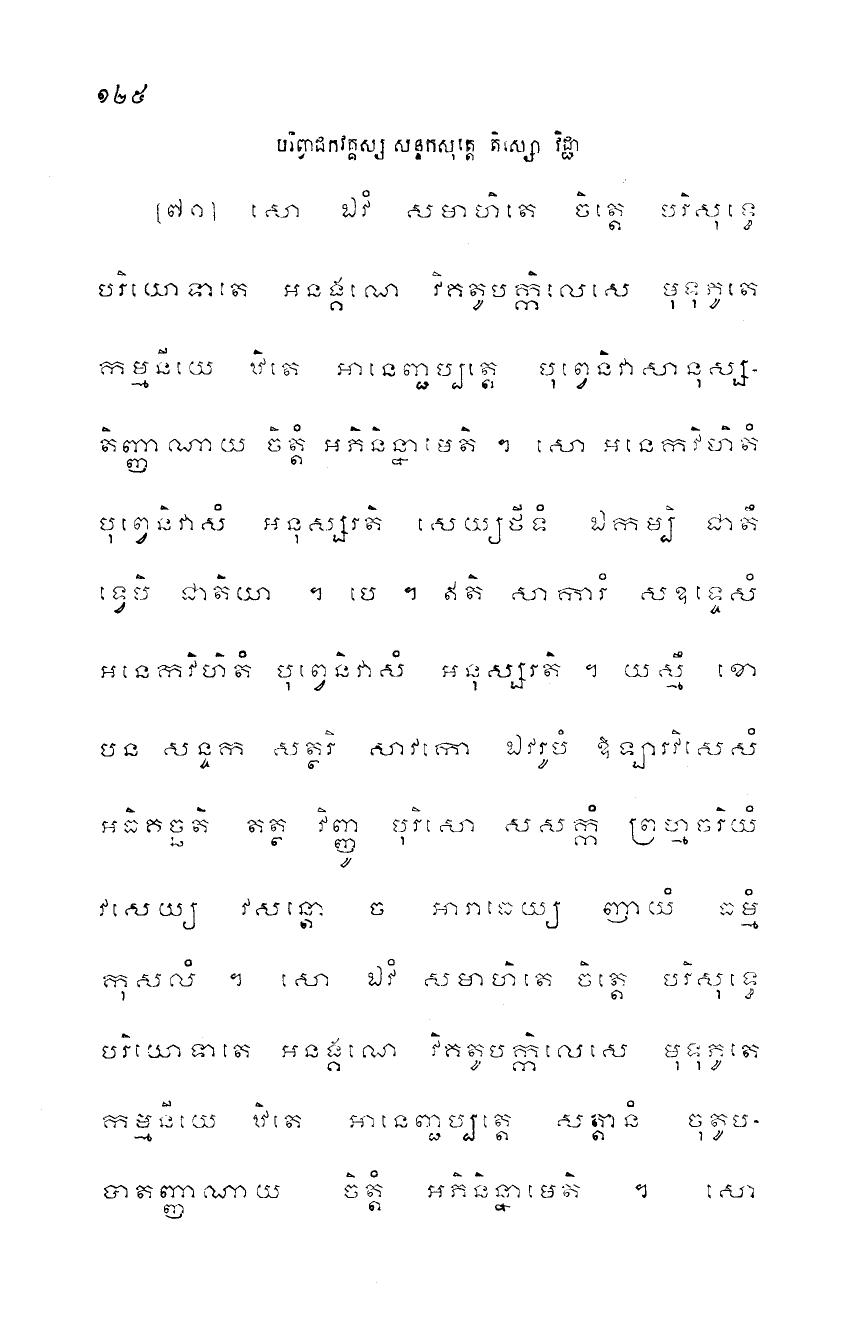 ១២៥
បរិព្វាជកវគ្គស្ស សន្ទកសុត្តេ តិស្សោ វិជ្ជា
[៧១] សោ ឯវំ សមាហិតេ ចិត្តេ បរិសុទ្ធេ
បរិយោទាតេ អនង្គណេ វិគតូបក្កិលេសេ មុទុភូតេ
កម្មនីយេ ឋិតេ អានេញ្ជប្បត្តេ បុព្វេនិវាសានុស្ស-
តិញ្ញាណាយ ចិត្តំ អភិនិន្នាមេតិ ។ សោ អនេកវិហិតំ
បុព្វេនិវាសំ អនុស្សរតិ សេយ្យថីទំ ឯកម្បិ ជាតឹ
ទ្វេបិ ជាតិយោ ។ បេ ។ ឥតិ សាការំ សឧទ្ទេសំ
អនេកវិហិតំ បុព្វេនិវាសំ អនុស្សរតិ ។ យស្មឹ ខោ
បន សន្ទក សត្ថរិ សាវកោ ឯវរូបំ ឱឡារវិសេសំ
អធិគច្ឆតិ តត្ថ វិញ្ញូ បុរិសោ សសក្កំ ព្រហ្មចរិយំ
វសេយ្យ វសន្តោ ច អារាធេយ្យ ញាយំ ធម្មំ
កុសលំ ។ សោ ឯវំ សមាហិតេ ចិត្តេ បរិសុទ្ធេ
បរិយោទាតេ អនង្គណេ វិគតូបក្កិលេសេ មុទុភូតេ
កម្មនីយេ ឋិតេ អានេញ្ជប្បត្តេ សត្តានំ ចុតូប-
បាតញ្ញាណាយ ចិត្តំ អភិនិន្នាមេតិ ។ សោ